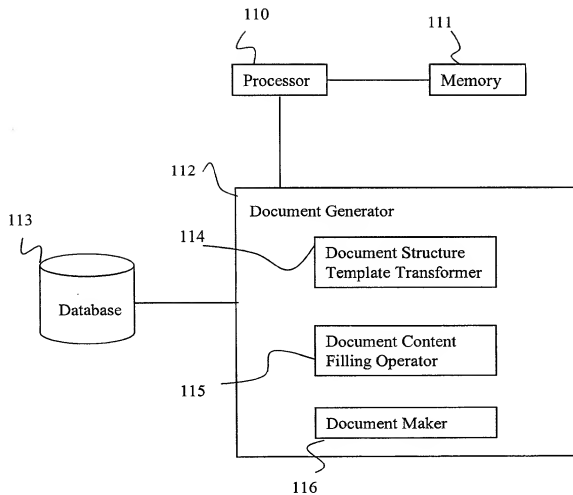 110
111
Processor
Memory
112
Document Generator
113
114
Document Structure
Template Transformer
Database
Document Content
Filling Operator
115
Document Maker
116